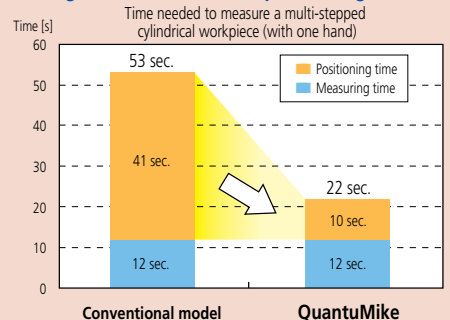 Time needed to measure a multi-stepped
cylindrical workpiece (with one hand)
Time [s]
60
50
40
30
20
10
0
53 sec.
41 sec.
12 sec.
Positioning time
Measuring time
22 sec.
10 sec.
12 sec.
Conventional model
QuantuMike